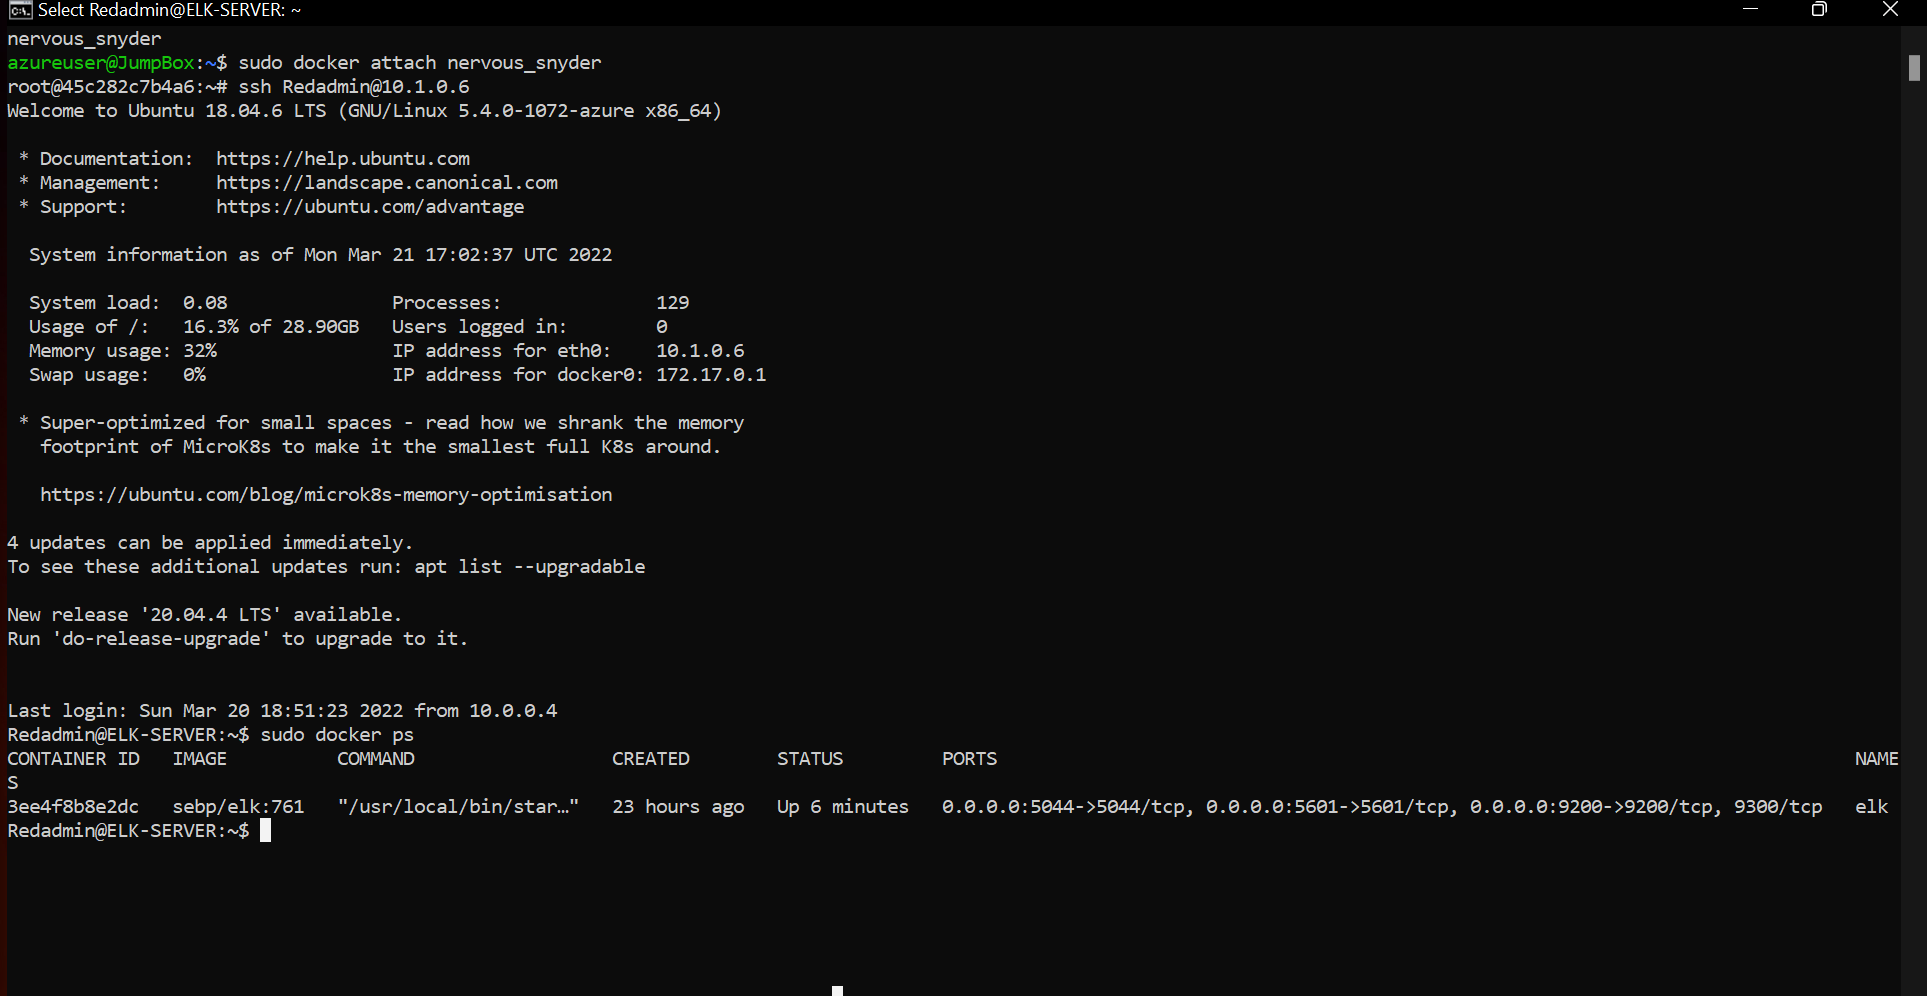 Select Redadmin@ELK-SERVER: ~
nervous_snyder
azureuser@JumpBox:~$ sudo docker attach nervous_snyder
root@45c282c7b4a6:~# ssh Redadmin@10.1.0.6
Welcome to Ubuntu 18.04.6 LTS (GNU/Linux 5.4.0-1072-azure x86_64)
* Documentation:  https://help.ubuntu.com
* Management:     https://landscape.canonical.com
* Support:        https://ubuntu.com/advantage
System information as of Mon Mar 21 17:02:37 UTC 2022
System load:  0.08               Processes:              129
Usage of /:   16.3% of 28.90GB   Users logged in:        0
Memory usage: 32%                IP address for eth0:    10.1.0.6
Swap usage:   0%                 IP address for docker0: 172.17.0.1
* Super-optimized for small spaces - read how we shrank the memory
footprint of MicroK8s to make it the smallest full K8s around.
https://ubuntu.com/blog/microk8s-memory-optimisation
4 updates can be applied immediately.
To see these additional updates run: apt list --upgradable
New release '20.04.4 LTS' available.
Run 'do-release-upgrade' to upgrade to it.
Last login: Sun Mar 20 18:51:23 2022 from 10.0.0.4
Redadmin@ELK-SERVER:~$ sudo docker ps
CONTAINER ID   IMAGE          COMMAND                  CREATED        STATUS         PORTS                                                                              NAME
S
3ee4f8b8e2dc   sebp/elk:761   "/usr/local/bin/star…"   23 hours ago   Up 6 minutes   0.0.0.0:5044->5044/tcp, 0.0.0.0:5601->5601/tcp, 0.0.0.0:9200->9200/tcp, 9300/tcp   elk
Redadmin@ELK-SERVER:~$